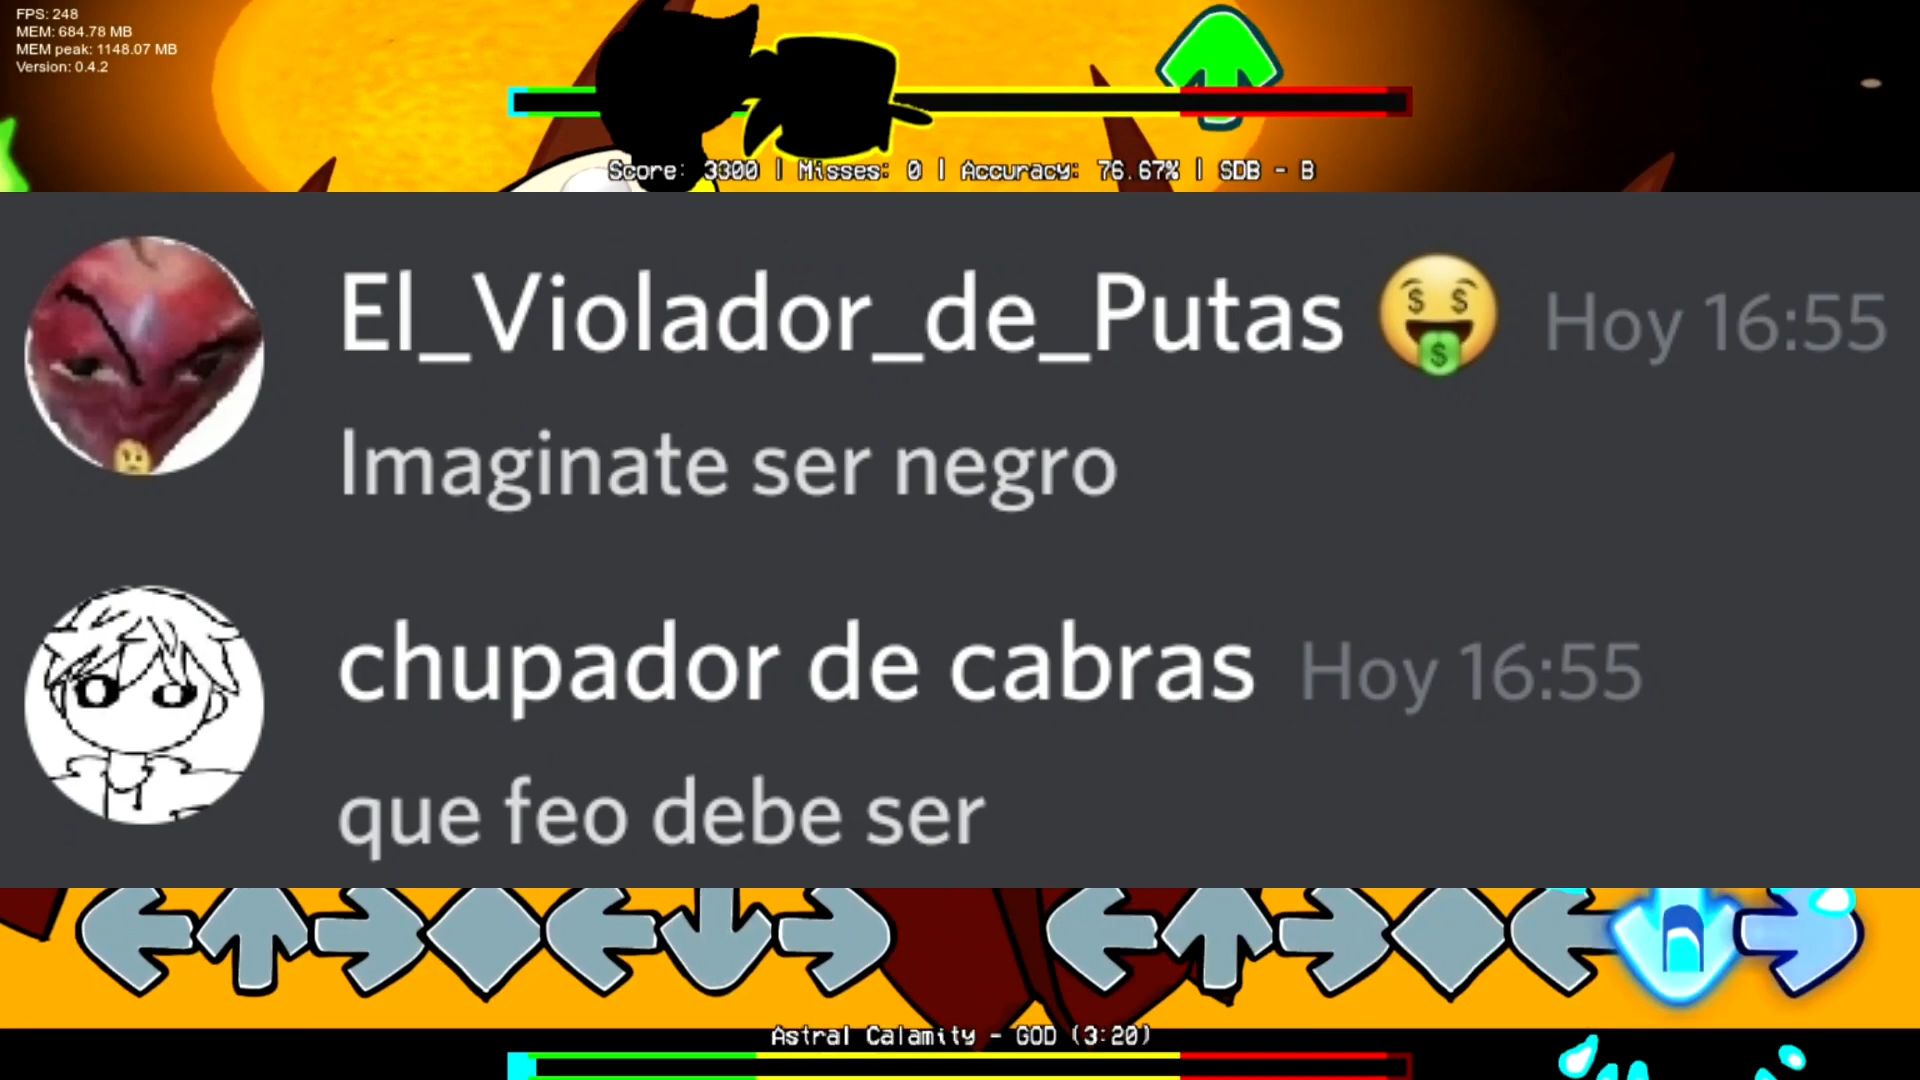 FPS: 248
MEM: 684.78 MB
MEM peak: 1148.07 MB
Version: 0.4.2
Score: 3300 | Misses: 0 | Accuracy: 76.67% | SDB - B
El_Violador_de_Putas 🤑 Hoy 16:55
Imaginate ser negro
chupador de cabras Hoy 16:55
que feo debe ser
Astral Calamity - GOD (3:20)